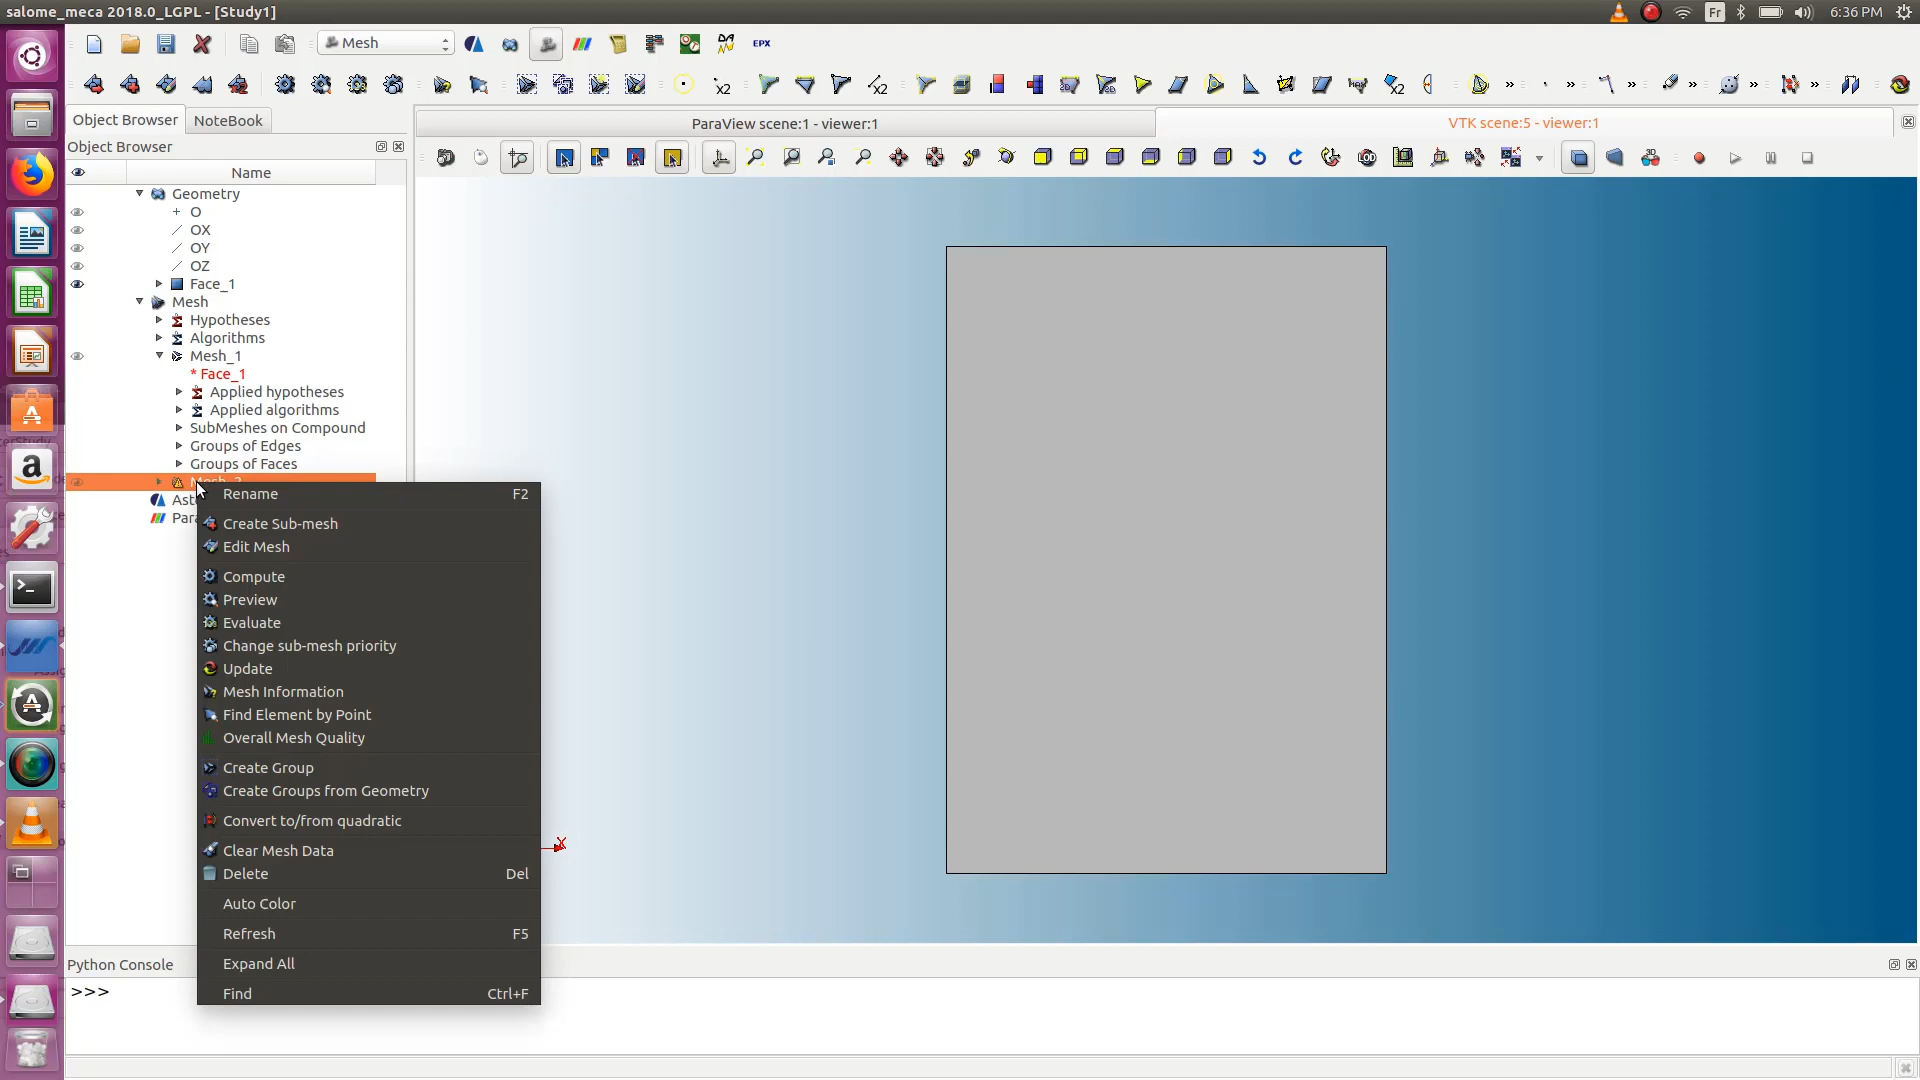 salome_meca 2018.0_LGPL - [Study1]
Fr
6:36 PM
Mesh
EPX
Object Browser
NoteBook
ParaView scene:1 - viewer:1
VTK scene:5 - viewer:1
Object Browser
Name
Geometry
O
OX
OY
OZ
Face_1
Mesh
Hypotheses
Algorithms
Mesh_1
* Face_1
Applied hypotheses
Applied algorithms
SubMeshes on Compound
Groups of Edges
Groups of Faces
Ast
Para
Rename F2
Create Sub-mesh
Edit Mesh
Compute
Preview
Evaluate
Change sub-mesh priority
Update
Mesh Information
Find Element by Point
Overall Mesh Quality
Create Group
Create Groups from Geometry
Convert to/from quadratic
Clear Mesh Data
Delete Del
Auto Color
Refresh F5
Expand All
Find Ctrl+F
X
Python Console
>>>